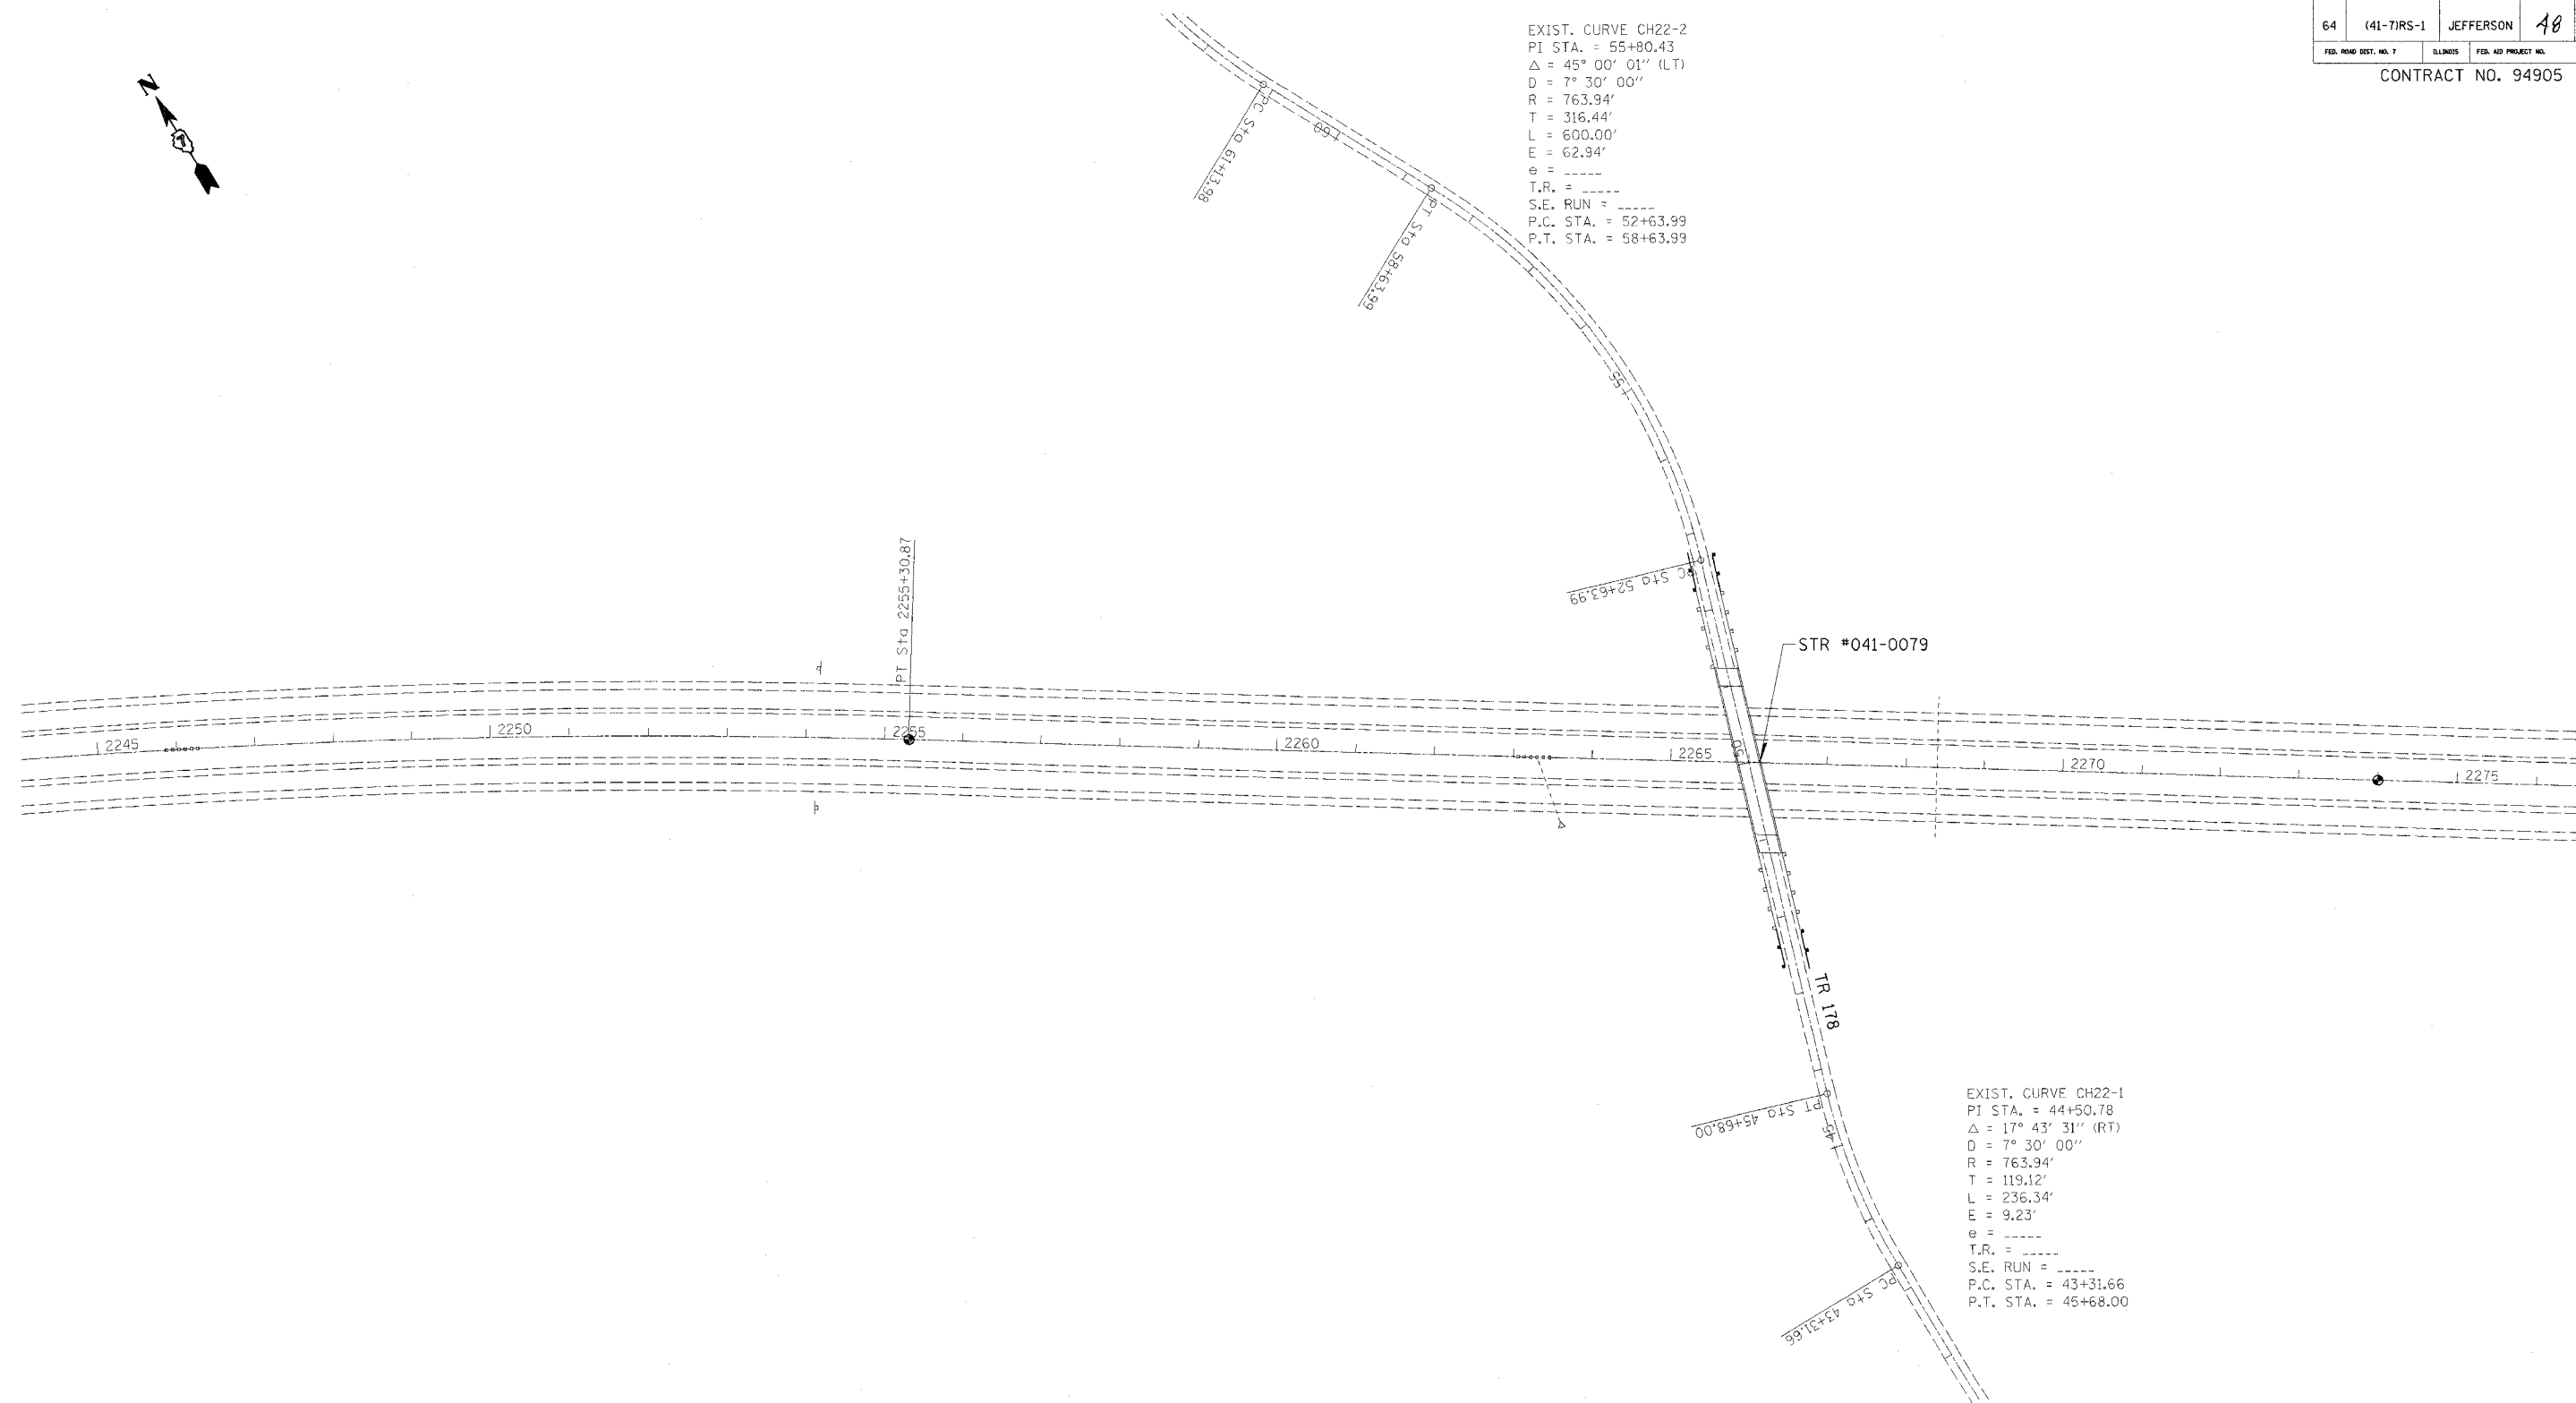 64 (41-7)RS-1 JEFFERSON 48
FED. ROAD DIST. NO. 7 ILLINOIS FED. AID PROJECT NO.
CONTRACT NO. 94905
N
7
EXIST. CURVE CH22-2
PI STA. = 55+80.43
Δ = 45° 00' 01'' (LT)
D = 7° 30' 00''
R = 763.94'
T = 316.44'
L = 600.00'
E = 62.94'
e = _____
T.R. = _____
S.E. RUN = _____
P.C. STA. = 52+63.99
P.T. STA. = 58+63.99
PC Sta 61+13.98
60
PT Sta 58+63.99
55
PC Sta 52+63.99
PT Sta 2255+30.87
STR #041-0079
2245
2250
2255
2260
2265
50
2270
2275
TR 178
PT Sta 45+68.00
45
PC Sta 43+31.66
EXIST. CURVE CH22-1
PI STA. = 44+50.78
Δ = 17° 43' 31'' (RT)
D = 7° 30' 00''
R = 763.94'
T = 119.12'
L = 236.34'
E = 9.23'
e = _____
T.R. = _____
S.E. RUN = _____
P.C. STA. = 43+31.66
P.T. STA. = 45+68.00